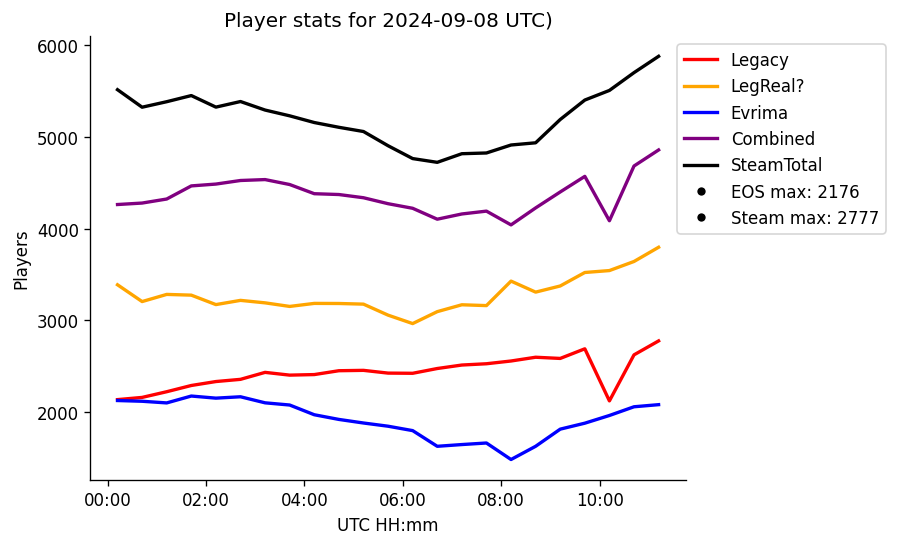 Player stats for 2024-09-08 UTC)
6000
5000
4000
3000
2000
Players
00:00 02:00 04:00 06:00 08:00 10:00
UTC HH:mm
Legacy
LegReal?
Evrima
Combined
SteamTotal
EOS max: 2176
Steam max: 2777